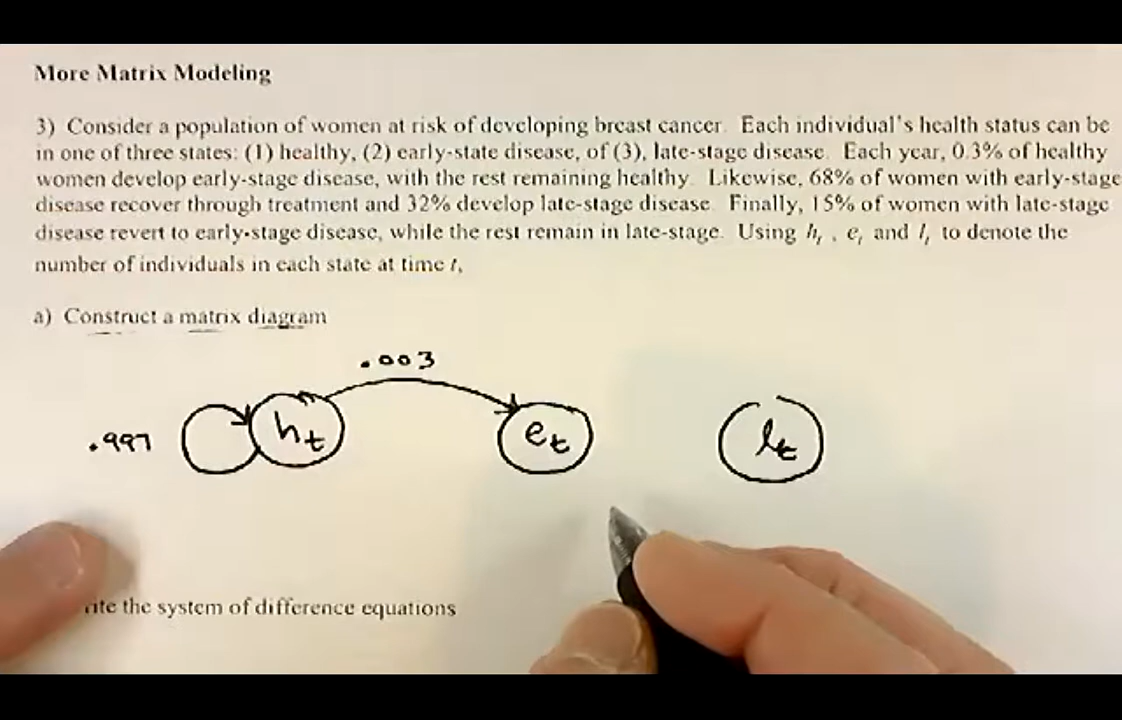 More Matrix Modeling
3) Consider a population of women at risk of developing breast cancer. Each individual's health status can be
in one of three states: (1) healthy, (2) early-state disease, of (3), late-stage disease. Each year, 0.3% of healthy
women develop early-stage disease, with the rest remaining healthy. Likewise, 68% of women with early-stage
disease recover through treatment and 32% develop late-stage disease. Finally, 15% of women with late-stage
disease revert to early-stage disease, while the rest remain in late-stage. Using h_t, e_t and l_t to denote the
number of individuals in each state at time t,
a) Construct a matrix diagram
.003
.997 h_t e_t l_t
the system of difference equations